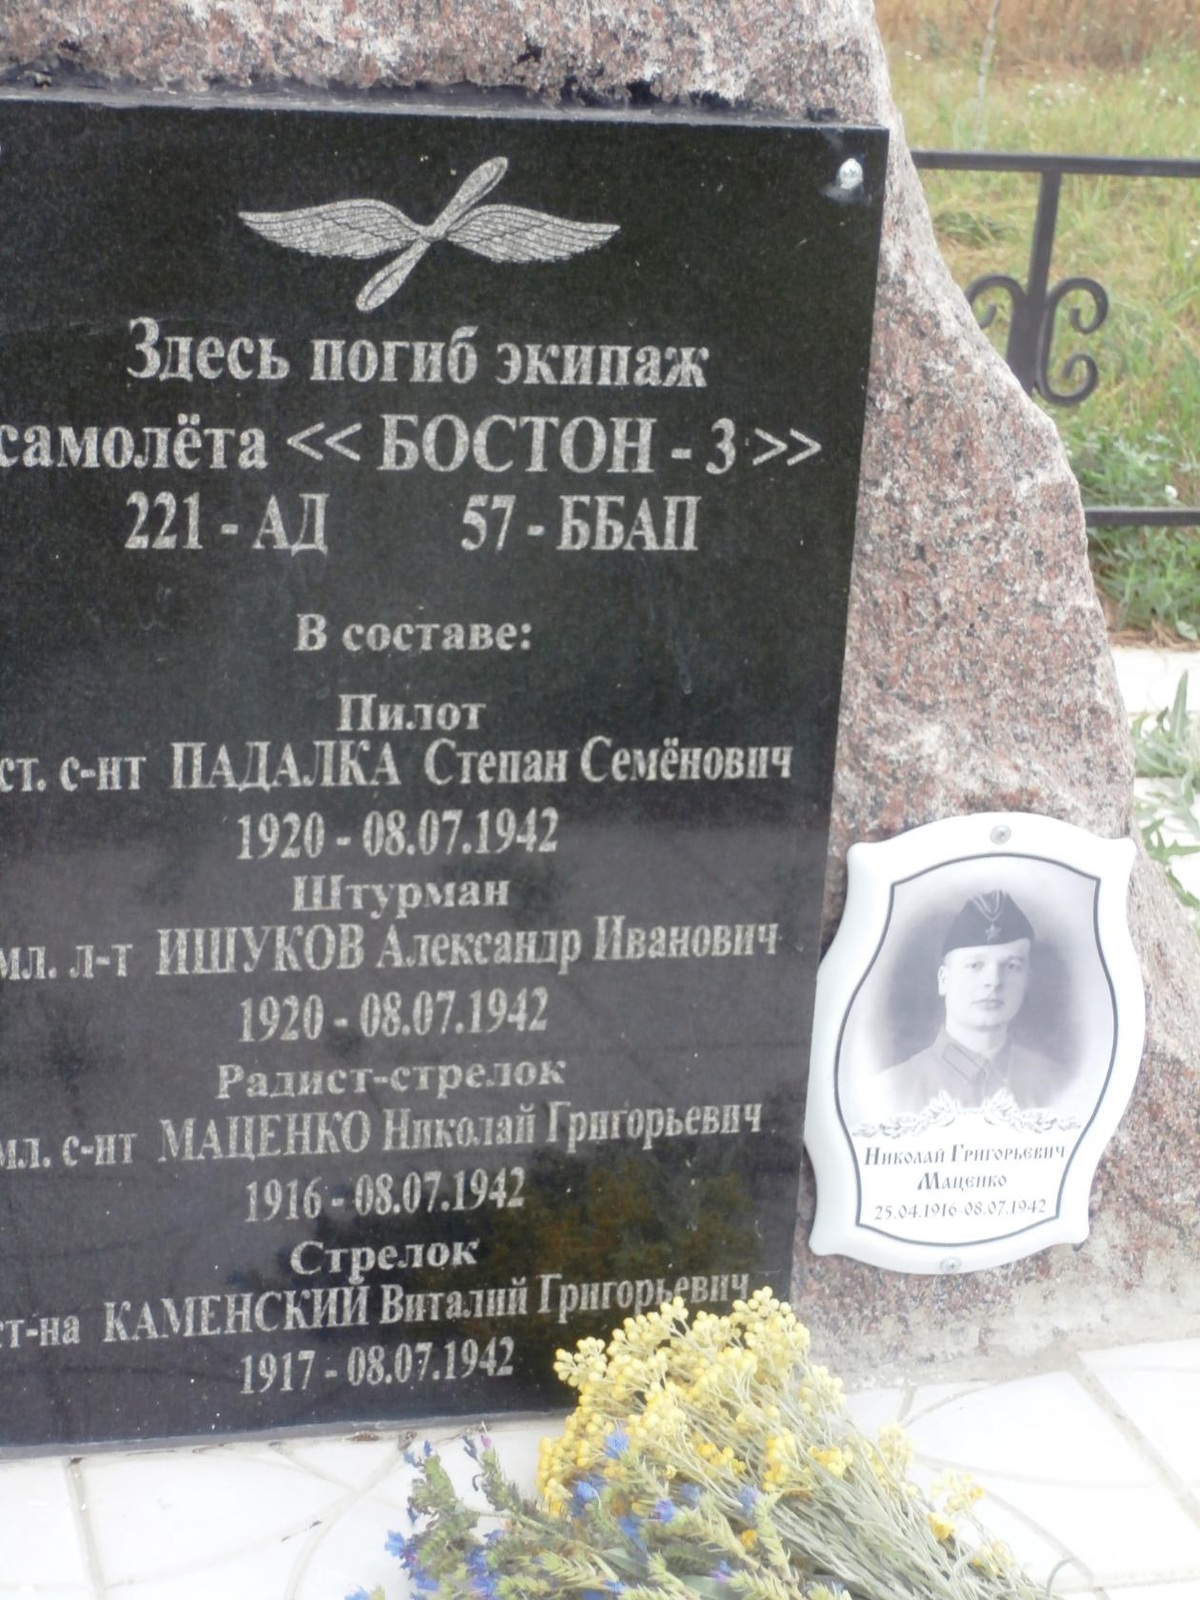 Здесь погиб экипаж
самолёта << БОСТОН - 3 >>
221 - АД 57 - ББАП
В составе:
Пилот
ст. с-нт ПАДАЛКА Степан Семёнович
1920 - 08.07.1942
Штурман
мл. л-т ИШУКОВ Александр Иванович
1920 - 08.07.1942
Радист-стрелок
мл. с-нт МАЦЕНКО Николай Григорьевич
1916 - 08.07.1942
Стрелок
ст-на КАМЕНСКИЙ Виталий Григорьевич
1917 - 08.07.1942
Николай Григорьевич
Маценко
25.04.1916-08.07.1942